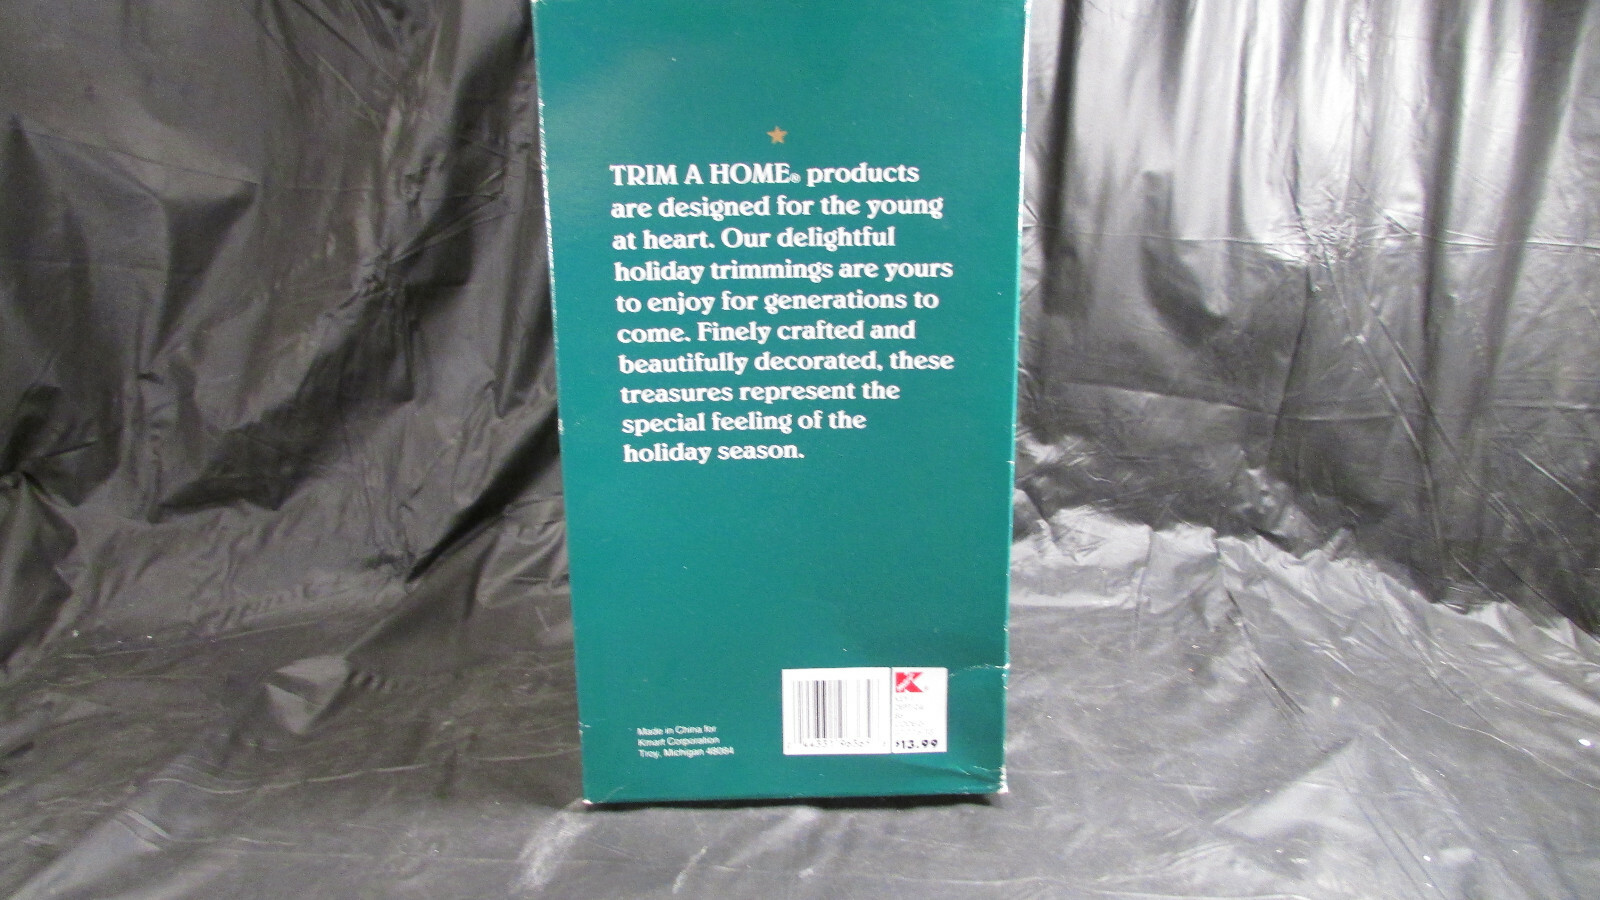 TRIM A HOME® products
are designed for the young
at heart. Our delightful
holiday trimmings are yours
to enjoy for generations to
come. Finely crafted and
beautifully decorated, these
treasures represent the
special feeling of the
holiday season.
Made in China for
Kmart Corporation
Troy, Michigan 48084
K
$13.99